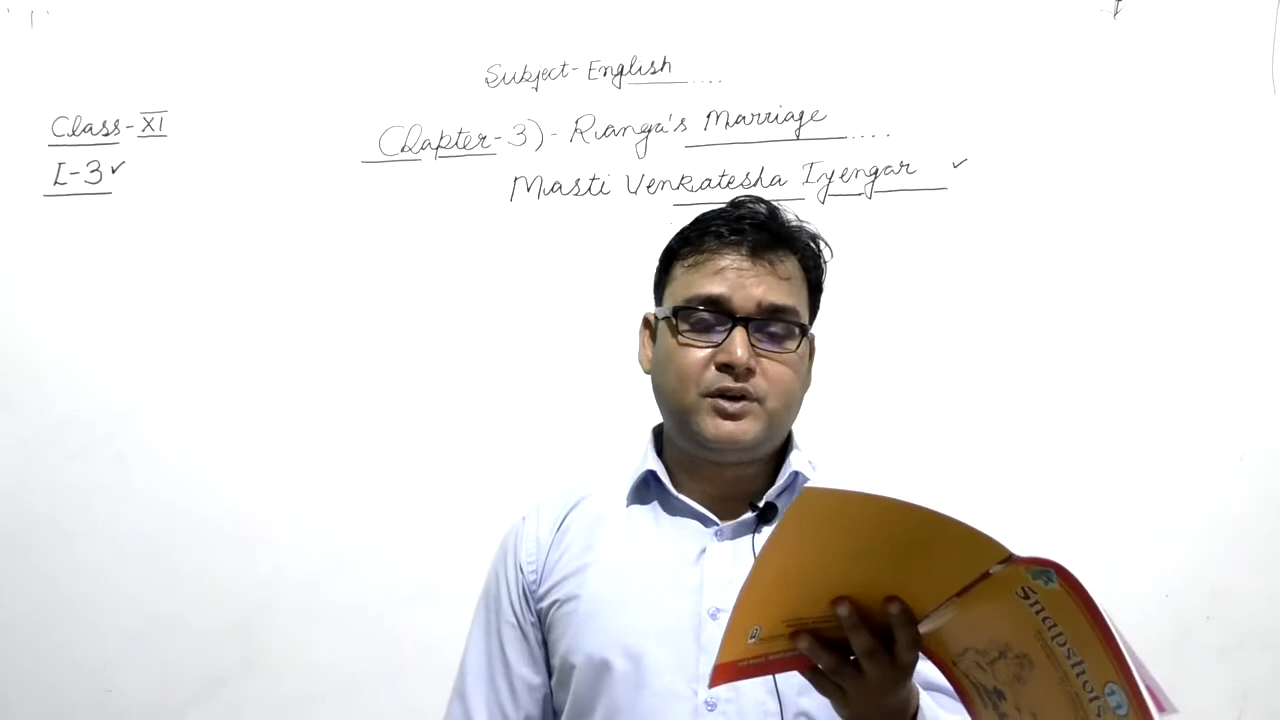 Subject- English ....
Class- XI
Chapter- 3)- Ranga's Marriage ....
L-3 ✓
Masti Venkatesha Iyengar ✓
Snapshots